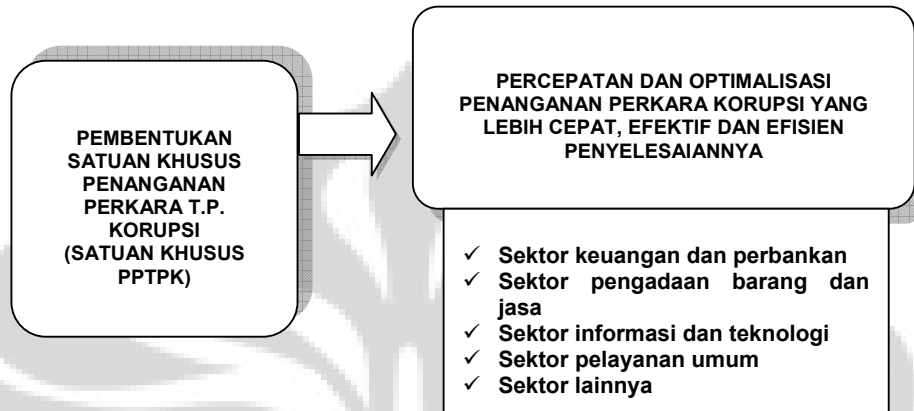 PEMBENTUKAN
SATUAN KHUSUS
PENANGANAN
PERKARA T.P.
KORUPSI
(SATUAN KHUSUS
PPTPK)
PERCEPATAN DAN OPTIMALISASI
PENANGANAN PERKARA KORUPSI YANG
LEBIH CEPAT, EFEKTIF DAN EFISIEN
PENYELESAIANNYA
✓ Sektor keuangan dan perbankan
✓ Sektor pengadaan barang dan
jasa
✓ Sektor informasi dan teknologi
✓ Sektor pelayanan umum
✓ Sektor lainnya